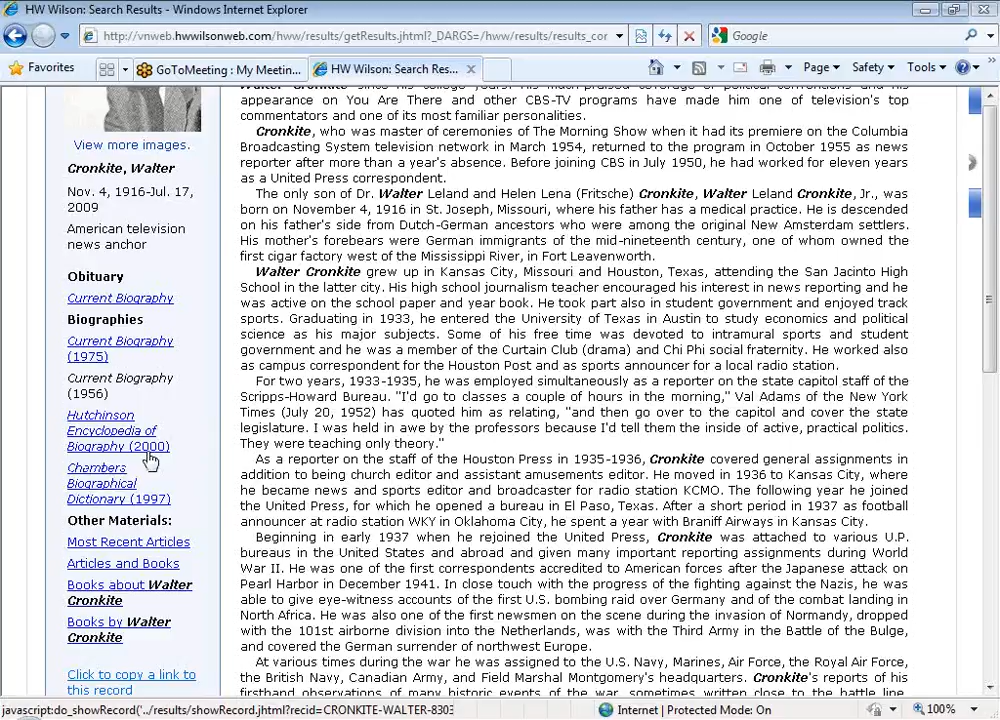 HW Wilson: Search Results - Windows Internet Explorer
http://vnweb.hwwilsonweb.com/hww/results/getResults.jhtml?_DARGS=/hww/results/results_cor
Google
Favorites
GoToMeeting : My Meetin...
HW Wilson: Search Res...
Page
Safety
Tools
View more images.
Cronkite, Walter
Nov. 4, 1916-Jul. 17,
2009
American television
news anchor
Obituary
Current Biography
Biographies
Current Biography
(1975)
Current Biography
(1956)
Hutchinson
Encyclopedia of
Biography (2000)
Chambers
Biographical
Dictionary (1997)
Other Materials:
Most Recent Articles
Articles and Books
Books about Walter
Cronkite
Books by Walter
Cronkite
Click to copy a link to
this record
appearance on You Are There and other CBS-TV programs have made him one of television's top
commentators and one of its most familiar personalities.
Cronkite, who was master of ceremonies of The Morning Show when it had its premiere on the Columbia
Broadcasting System television network in March 1954, returned to the program in October 1955 as news
reporter after more than a year's absence. Before joining CBS in July 1950, he had worked for eleven years
as a United Press correspondent.
The only son of Dr. Walter Leland and Helen Lena (Fritsche) Cronkite, Walter Leland Cronkite, Jr., was
born on November 4, 1916 in St. Joseph, Missouri, where his father has a medical practice. He is descended
on his father's side from Dutch-German ancestors who were among the original New Amsterdam settlers.
His mother's forebears were German immigrants of the mid-nineteenth century, one of whom owned the
first cigar factory west of the Mississippi River, in Fort Leavenworth.
Walter Cronkite grew up in Kansas City, Missouri and Houston, Texas, attending the San Jacinto High
School in the latter city. His high school journalism teacher encouraged his interest in news reporting and he
was active on the school paper and year book. He took part also in student government and enjoyed track
sports. Graduating in 1933, he entered the University of Texas in Austin to study economics and political
science as his major subjects. Some of his free time was devoted to intramural sports and student
government and he was a member of the Curtain Club (drama) and Chi Phi social fraternity. He worked also
as campus correspondent for the Houston Post and as sports announcer for a local radio station.
For two years, 1933-1935, he was employed simultaneously as a reporter on the state capitol staff of the
Scripps-Howard Bureau. "I'd go to classes a couple of hours in the morning," Val Adams of the New York
Times (July 20, 1952) has quoted him as relating, "and then go over to the capitol and cover the state
legislature. I was held in awe by the professors because I'd tell them the inside of active, practical politics.
They were teaching only theory."
As a reporter on the staff of the Houston Press in 1935-1936, Cronkite covered general assignments in
addition to being church editor and assistant amusements editor. He moved in 1936 to Kansas City, where
he became news and sports editor and broadcaster for radio station KCMO. The following year he joined
the United Press, for which he opened a bureau in El Paso, Texas. After a short period in 1937 as football
announcer at radio station WKY in Oklahoma City, he spent a year with Braniff Airways in Kansas City.
Beginning in early 1937 when he rejoined the United Press, Cronkite was attached to various U.P.
bureaus in the United States and abroad and given many important reporting assignments during World
War II. He was one of the first correspondents accredited to American forces after the Japanese attack on
Pearl Harbor in December 1941. In close touch with the progress of the fighting against the Nazis, he was
able to give eye-witness accounts of the first U.S. bombing raid over Germany and of the combat landing in
North Africa. He was also one of the first newsmen on the scene during the invasion of Normandy, dropped
with the 101st airborne division into the Netherlands, was with the Third Army in the Battle of the Bulge,
and covered the German surrender of northwest Europe.
At various times during the war he was assigned to the U.S. Navy, Marines, Air Force, the Royal Air Force,
the British Navy, Canadian Army, and Field Marshal Montgomery's headquarters. Cronkite's reports of his
firsthand observations of many historic events of the war, sometimes written close to the battle line,
javascript:do_showRecord('../results/showRecord.jhtml?recid=CRONKITE-WALTER-8303
Internet | Protected Mode: On
100%